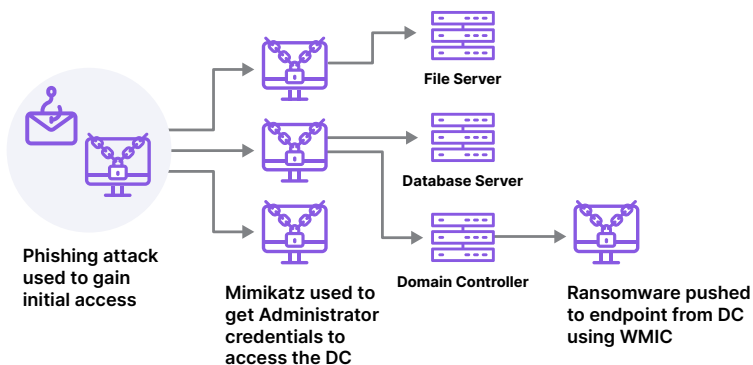 File Server
Database Server
Domain Controller
Phishing attack
used to gain
initial access
Mimikatz used to
get Administrator
credentials to
access the DC
Ransomware pushed
to endpoint from DC
using WMIC